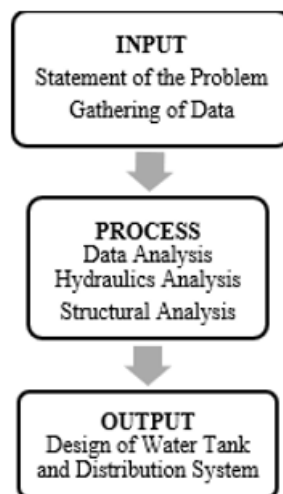 INPUT
Statement of the Problem
Gathering of Data
PROCESS
Data Analysis
Hydraulics Analysis
Structural Analysis
OUTPUT
Design of Water Tank
and Distribution System